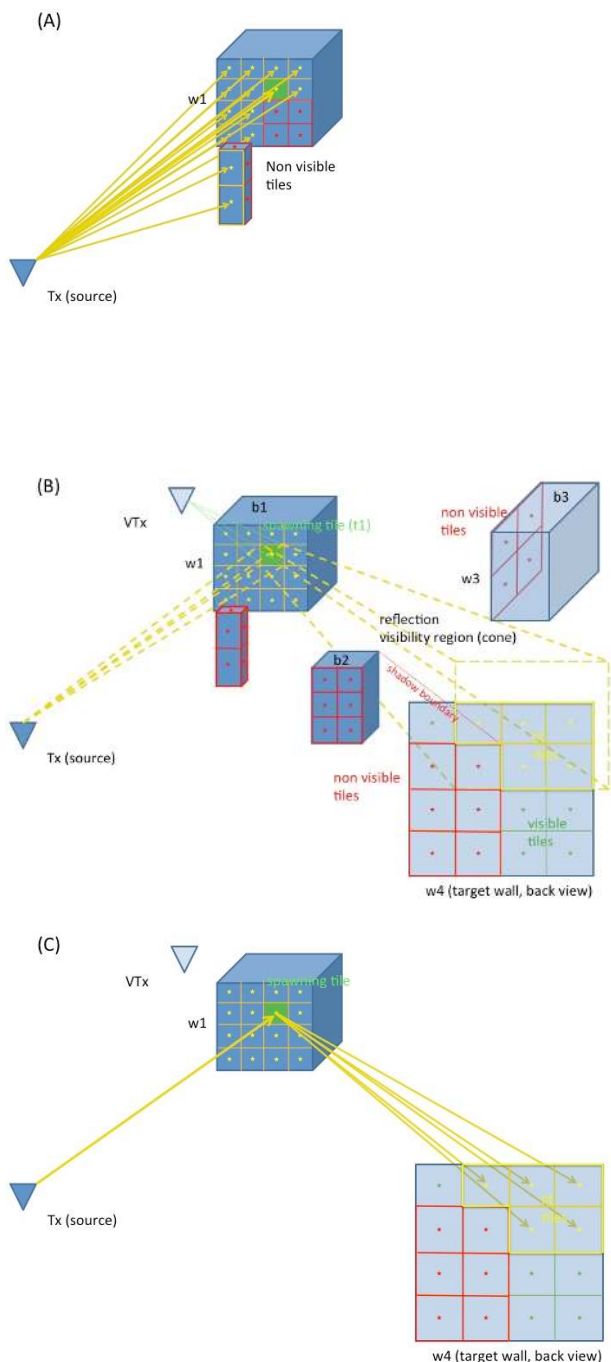 (A)
w1
Non visible
tiles
Tx (source)
(B)
b1
b3
VTx
spawning tile (t1)
non visible
tiles
w1
w3
reflection
visibility region (cone)
b2
shadow boundary
Tx (source)
non visible
tiles
visible
tiles
w4 (target wall, back view)
(C)
VTx
spawning tile
w1
Tx (source)
tiles
w4 (target wall, back view)